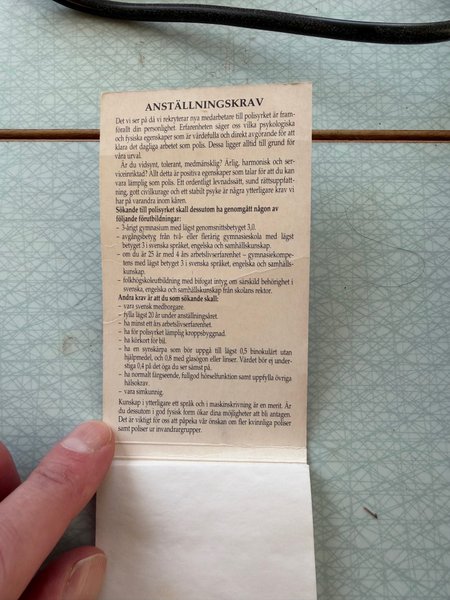 ANSTÄLLNINGSKRAV
Det vi ser på då vi rekryterar nya medarbetare till polisyrket är fram-
förallt din personlighet. Erfarenheten säger oss vilka psykologiska
och fysiska egenskaper som är värdefulla och direkt avgörande för att
klara det dagliga arbetet som polis. Dessa ligger alltid till grund för
våra urval.
Är du vidsynt, tolerant, medmänsklig? Ärlig, harmonisk och ser-
viceinriktad? Allt detta är positiva egenskaper som talar för att du kan
vara lämplig som polis. Ett ordentligt levnadssätt, sund rättsuppfatt-
ning, gott civilkurage och ett stabilt psyke är några ytterligare krav vi
har på varandra inom kåren.
Sökande till polisyrket skall dessutom ha genomgått någon av
följande förutbildningar:
– 3-årigt gymnasium med lägst genomsnittsbetyget 3,0.
– avgångsbetyg från två- eller flerårig gymnasieskola med lägst
betyget 3 i svenska språket, engelska och samhällskunskap.
– om du är 25 år med 4 års arbetslivserfarenhet – gymnasiekompe-
tens med lägst betyget 3 i svenska språket, engelska och samhälls-
kunskap.
– folkhögskoleutbildning med bifogat intyg om särskild behörighet i
svenska, engelska och samhällskunskap från skolans rektor.
Andra krav är att du som sökande skall:
– vara svensk medborgare.
– fylla lägst 20 år under anställningsåret.
– ha minst ett års arbetslivserfarenhet.
– ha för polisyrket lämplig kroppsbyggnad.
– ha körkort för bil.
– ha en synskärpa som bör uppgå till lägst 0,5 binokulärt utan
hjälpmedel, och 0,8 med glasögon eller linser. Värdet bör ej under-
stiga 0,4 på det öga du ser sämst på.
– ha normalt färgseende, fullgod hörselfunktion samt uppfylla övriga
hälsokrav.
– vara simkunnig.
Kunskap i ytterligare ett språk och i maskinskrivning är en merit. Är
du dessutom i god fysisk form ökar dina möjligheter att bli antagen.
Det är viktigt för oss att påpeka vår önskan om fler kvinnliga poliser
samt poliser ur invandrargrupper.